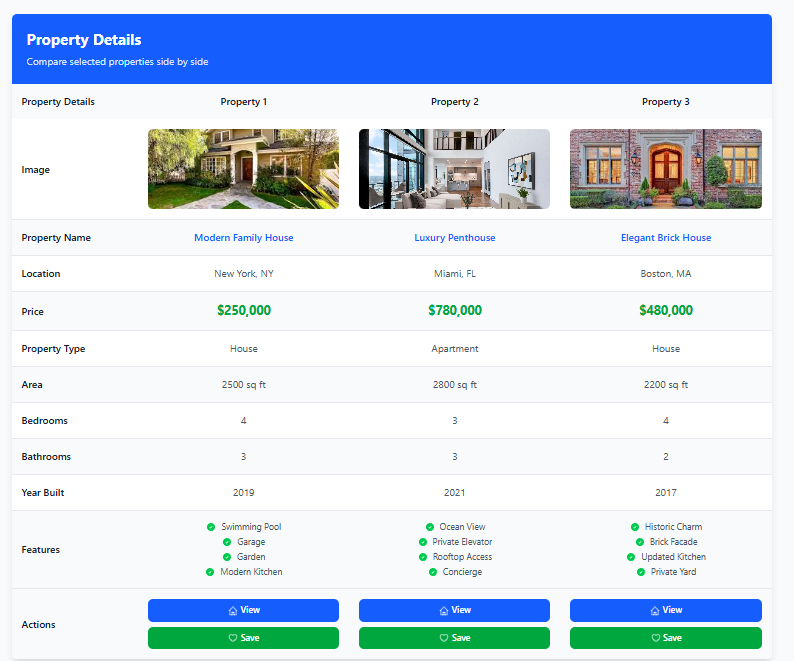 Property Details
Compare selected properties side by side
Property Details Property 1 Property 2 Property 3
Image
Property Name Modern Family House Luxury Penthouse Elegant Brick House
Location New York, NY Miami, FL Boston, MA
Price $250,000 $780,000 $480,000
Property Type House Apartment House
Area 2500 sq ft 2800 sq ft 2200 sq ft
Bedrooms 4 3 4
Bathrooms 3 3 2
Year Built 2019 2021 2017
Features
Swimming Pool Ocean View Historic Charm
Garage Private Elevator Brick Facade
Garden Rooftop Access Updated Kitchen
Modern Kitchen Concierge Private Yard
Actions
View View View
Save Save Save